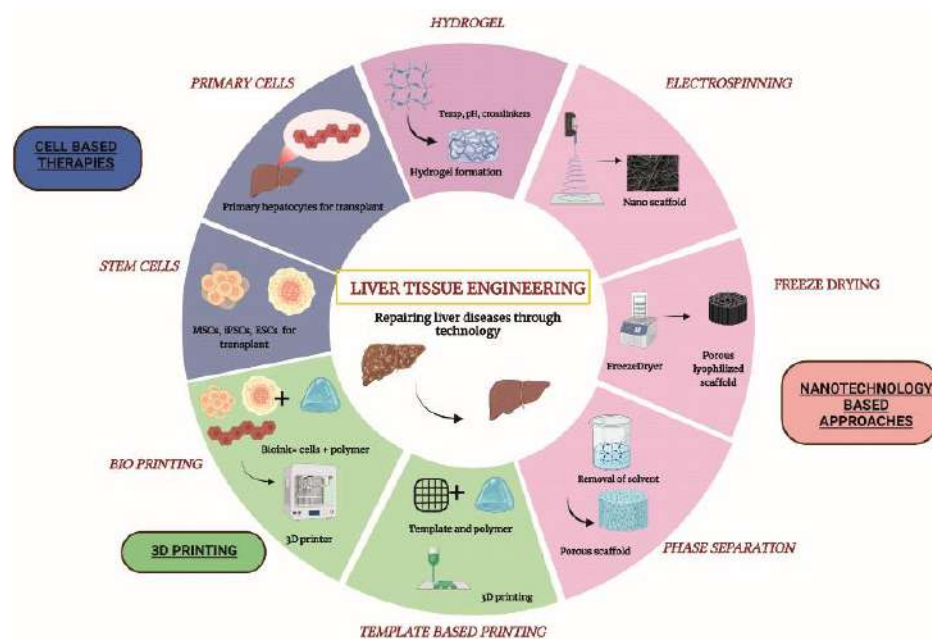 HYDROGEL
PRIMARY CELLS
ELECTROSPINNING
CELL BASED
THERAPIES
Temp, pH, crosslinkers
Hydrogel formation
Nano scaffold
Primary hepatocytes for transplant
STEM CELLS
MSCs, iPSCs, ESCs for
transplant
LIVER TISSUE ENGINEERING
Repairing liver diseases through
technology
FREEZE DRYING
FreezeDryer
Porous
lyophilized
scaffold
NANOTECHNOLOGY
BASED
APPROACHES
BIO PRINTING
+
Bioink= cells + polymer
3D printer
3D PRINTING
+
Template and polymer
3D printing
TEMPLATE BASED PRINTING
Removal of solvent
Porous scaffold
PHASE SEPARATION